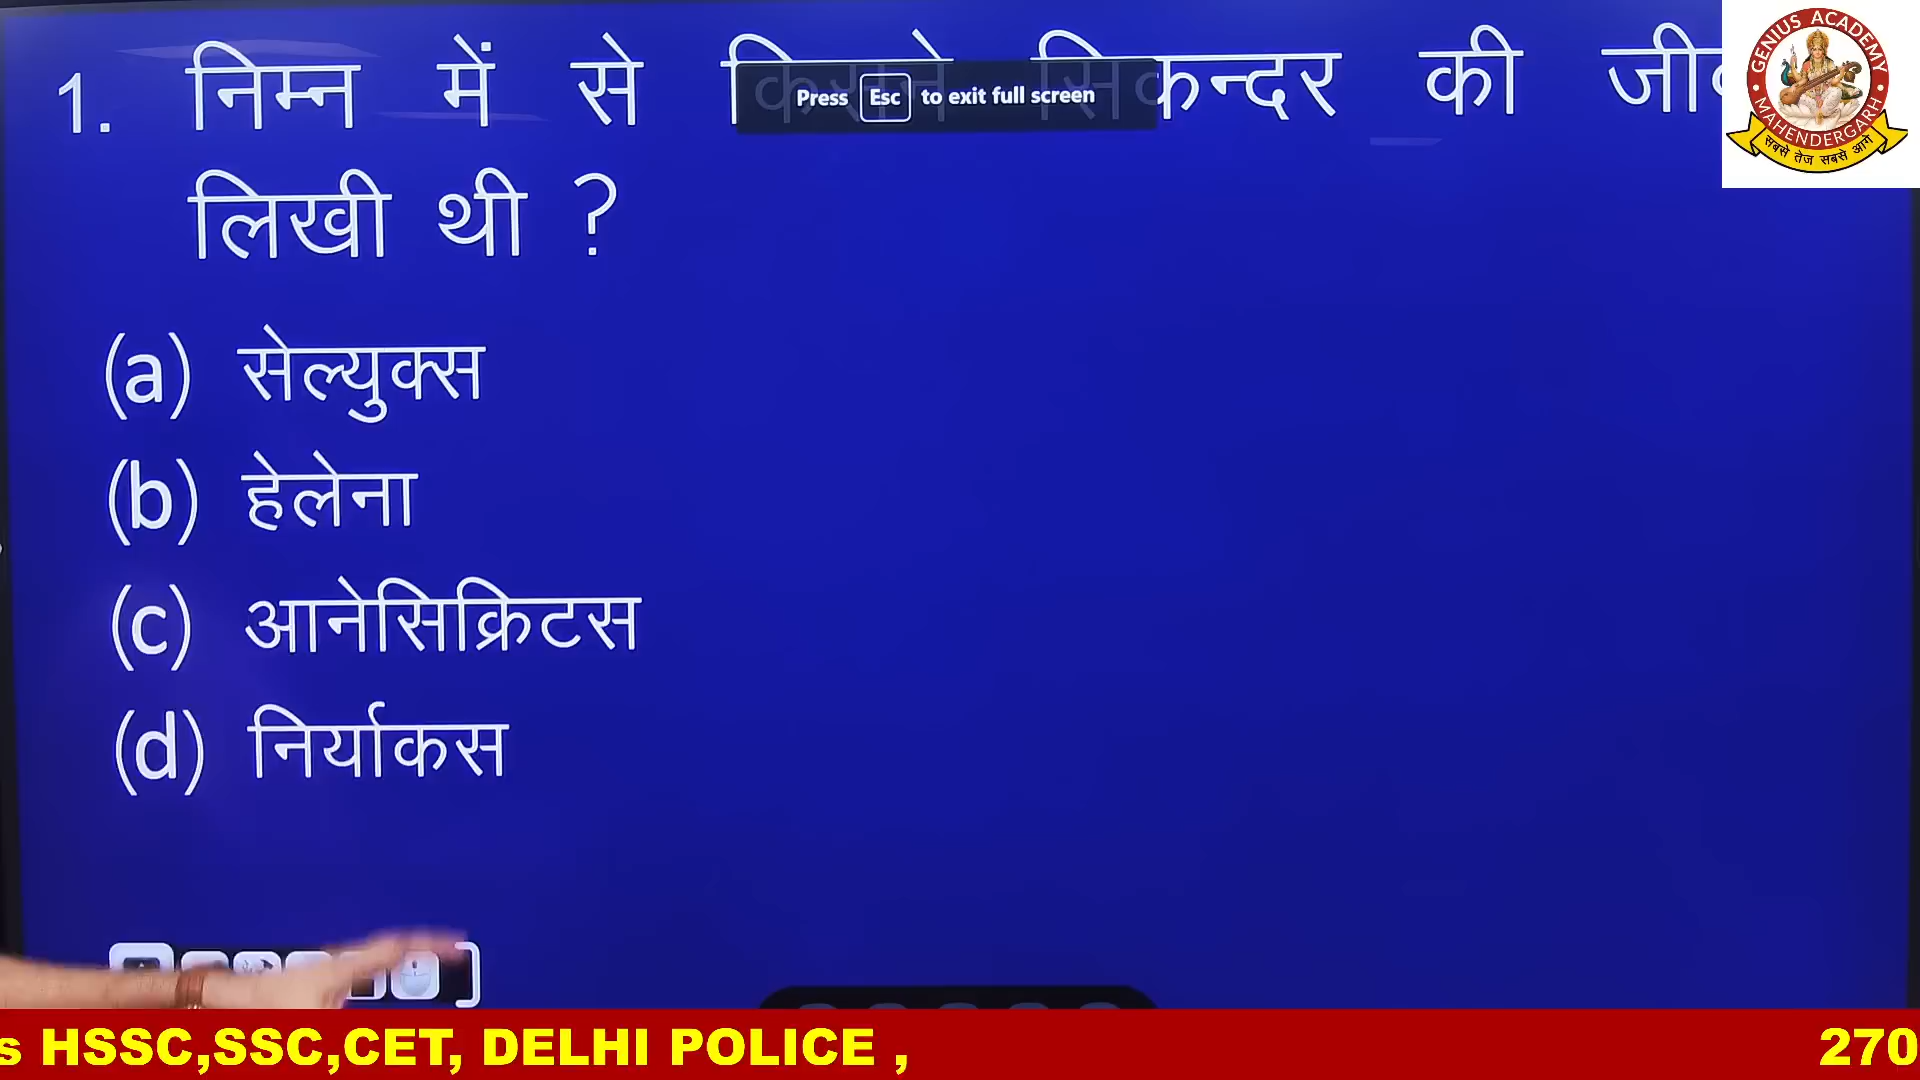 1. निम्न में से किसने सिकन्दर की
Press Esc to exit full screen
लिखी थी ?
(a) सेल्युक्स
(b) हेलेना
(c) आनेसिक्रिटस
(d) निर्याकस
GENIUS ACADEMY
MAHENDERGARH
सबसे तेज सबसे आगे
s HSSC,SSC,CET, DELHI POLICE ,
270